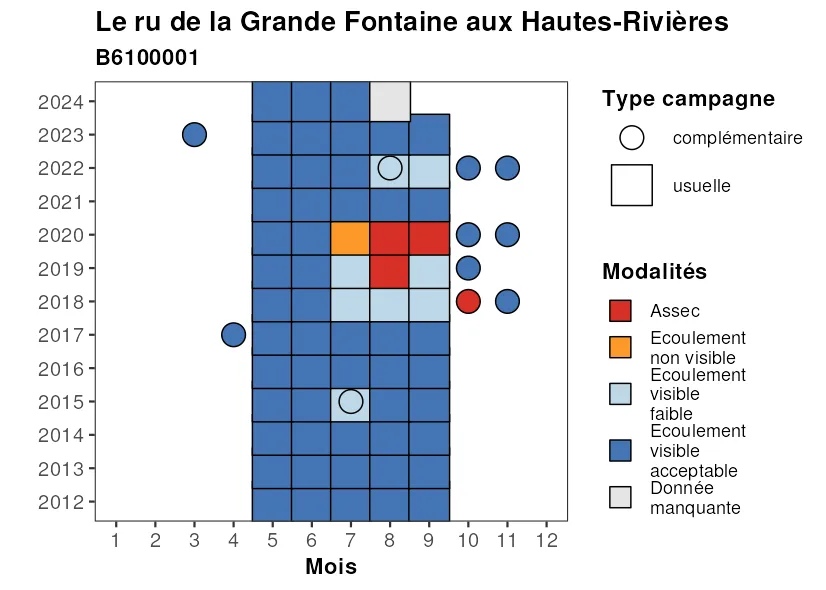 Le ru de la Grande Fontaine aux Hautes-Rivières
B6100001
2024
2023
2022
2021
2020
2019
2018
2017
2016
2015
2014
2013
2012
1 2 3 4 5 6 7 8 9 10 11 12
Mois
Type campagne
complémentaire
usuelle
Modalités
Assec
Ecoulement
non visible
Ecoulement
visible
faible
Ecoulement
visible
acceptable
Donnée
manquante